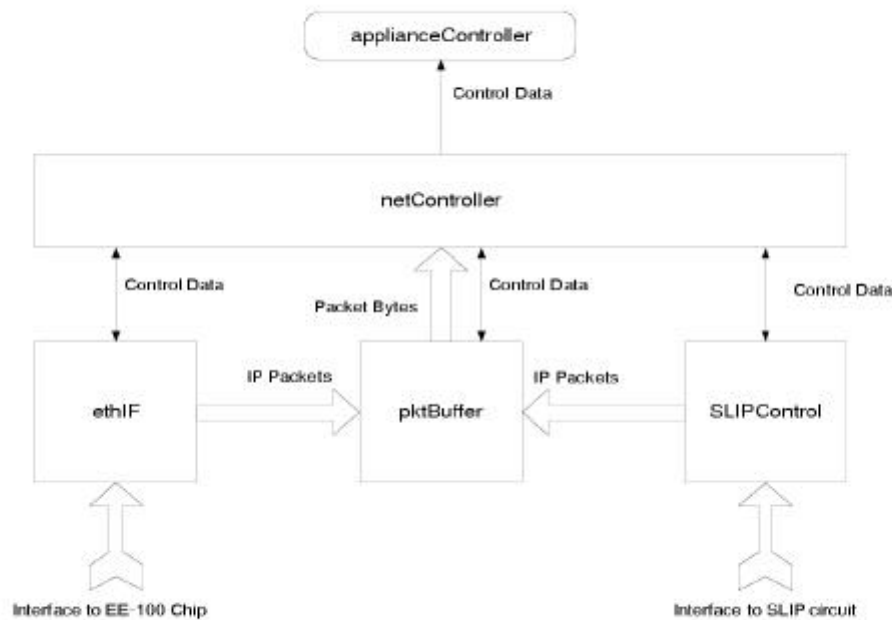 applianceController
Control Data
netController
Control Data
Control Data
Control Data
Packet Bytes
IP Packets
IP Packets
ethIF
pktBuffer
SLIPControl
Interface to EE-100 Chip
Interface to SLIP circuit